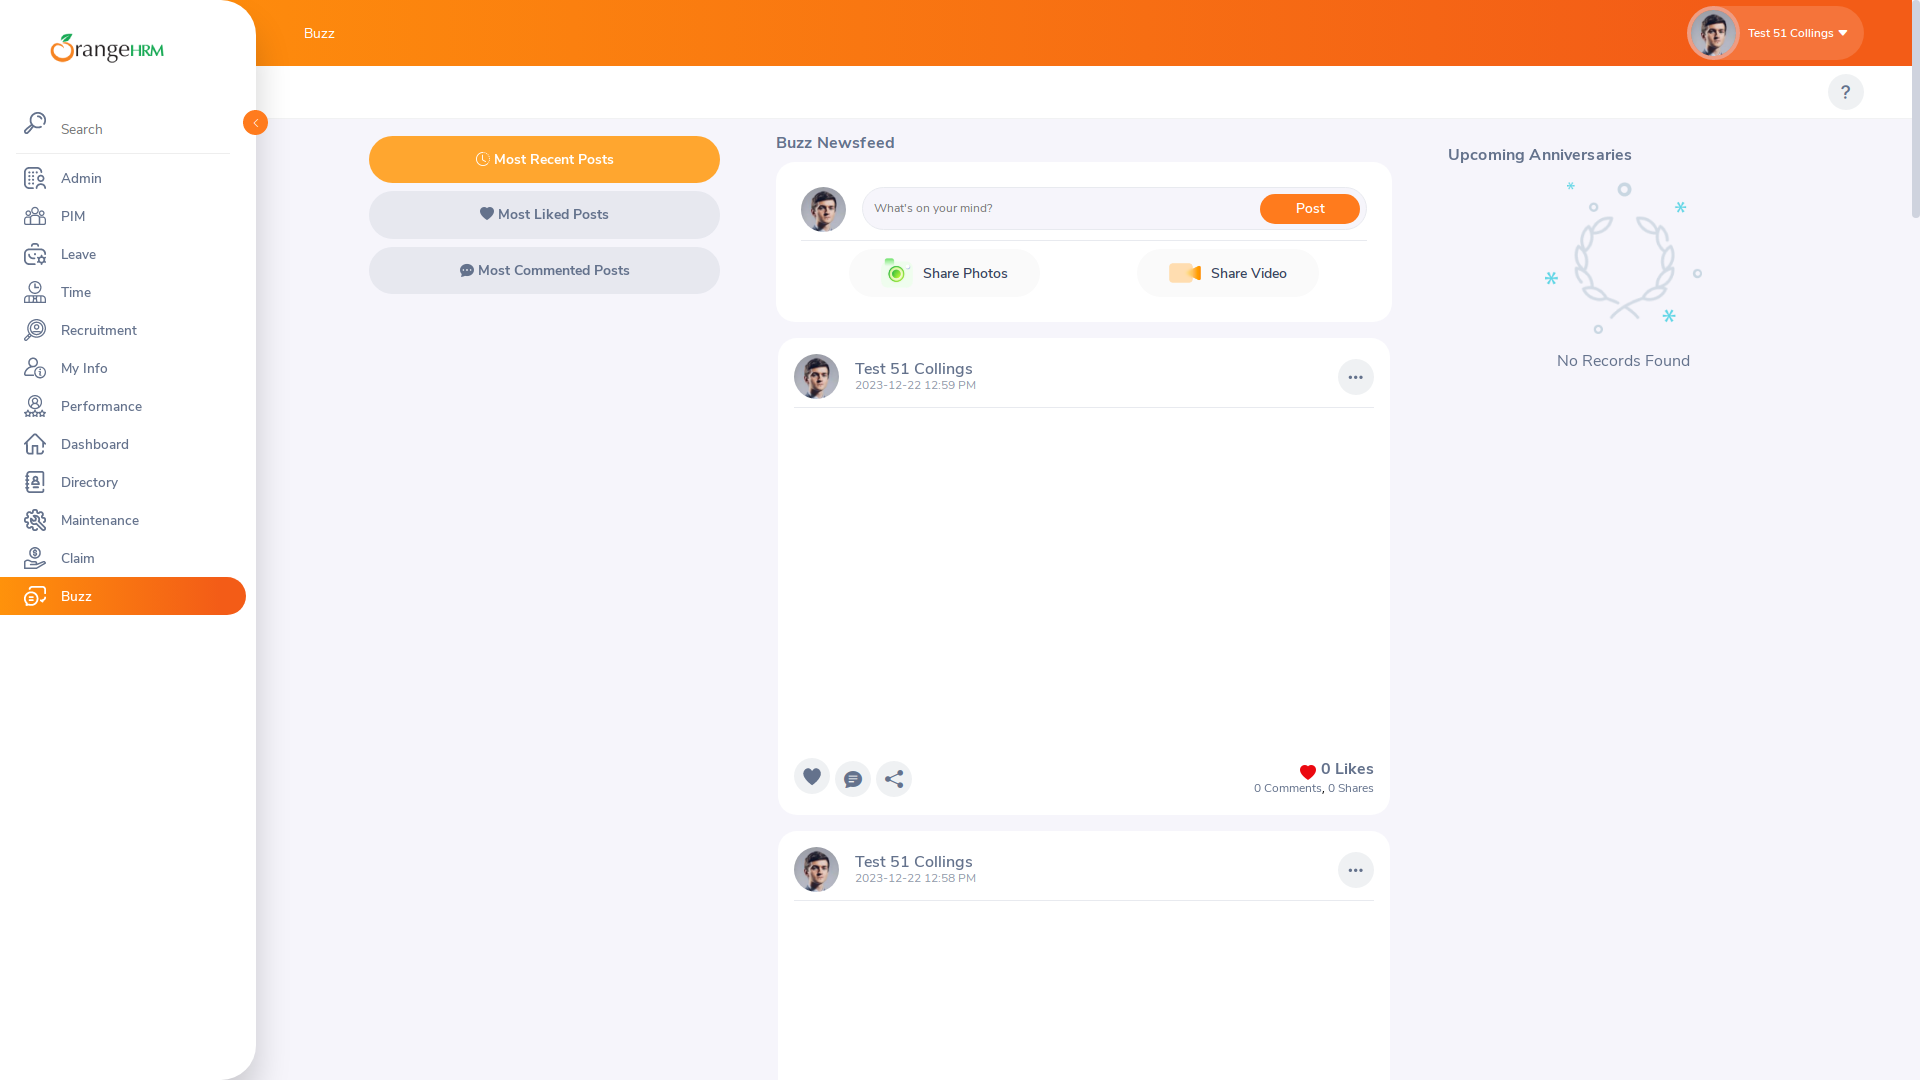 OrangeHRM
Search
Admin
PIM
Leave
Time
Recruitment
My Info
Performance
Dashboard
Directory
Maintenance
Claim
Buzz
Buzz
Test 51 Collings
?
Most Recent Posts
Most Liked Posts
Most Commented Posts
Buzz Newsfeed
What's on your mind?
Post
Share Photos
Share Video
Test 51 Collings
2023-12-22 12:59 PM
0 Likes
0 Comments, 0 Shares
Test 51 Collings
2023-12-22 12:58 PM
Upcoming Anniversaries
No Records Found